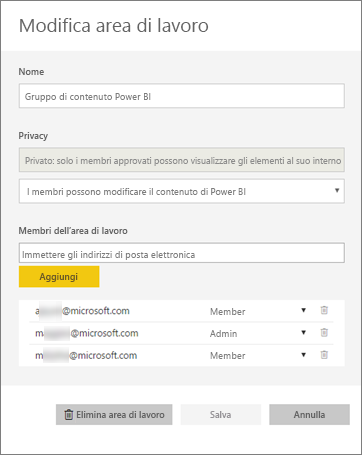 Modifica area di lavoro
Nome
Gruppo di contenuto Power BI
Privacy
Privato: solo i membri approvati possono visualizzare gli elementi al suo interno
I membri possono modificare il contenuto di Power BI
Membri dell'area di lavoro
Immettere gli indirizzi di posta elettronica
Aggiungi
a @microsoft.com Member
m @microsoft.com Admin
m @microsoft.com Member
Elimina area di lavoro Salva Annulla